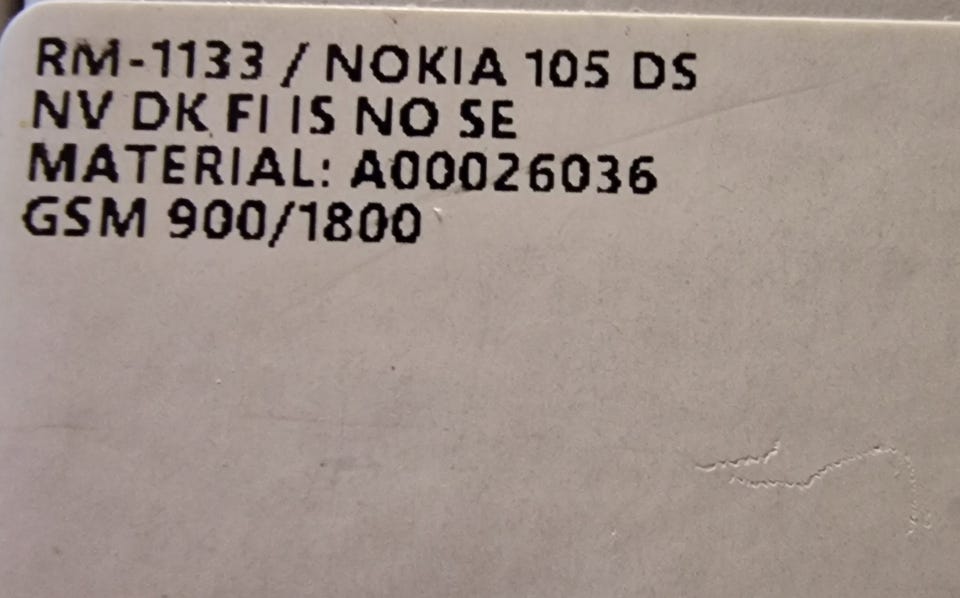 RM-1133 / NOKIA 105 DS
NV DK FI IS NO SE
MATERIAL: A00026036
GSM 900/1800